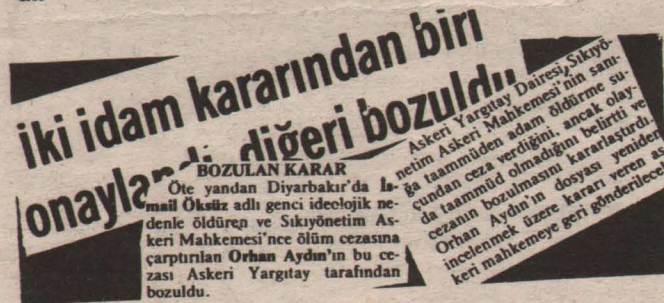 iki idam kararından biri
onaylandı, diğeri bozuldu
BOZULAN KARAR
Öte yandan Diyarbakır'da İs-
mail Öksüz adlı genci ideolojik ne-
denle öldüren ve Sıkıyönetim As-
keri Mahkemesi'nce ölüm cezasına
çarptırılan Orhan Aydın'ın bu ce-
zası Askeri Yargıtay tarafından
bozuldu.
Askeri Yargıtay Dairesi, Sıkıyö-
netim Askeri Mahkemesi'nin sanı-
ğa taammüden adam öldürme su-
çundan ceza verdiğini, ancak olay-
da taammüd olmadığını belirtti ve
cezanın bozulmasını kararlaştırdı.
Orhan Aydın'ın dosyası yeniden
incelenmek üzere kararı veren as
keri mahkemeye geri gönderilecek